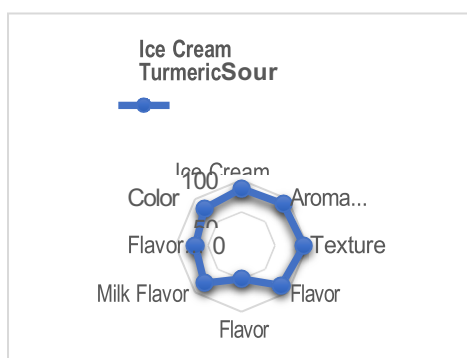 Ice Cream
TurmericSour
Ice Cream
100
Color
Aroma...
50
Flavor...
0
Texture
Milk Flavor
Flavor
Flavor